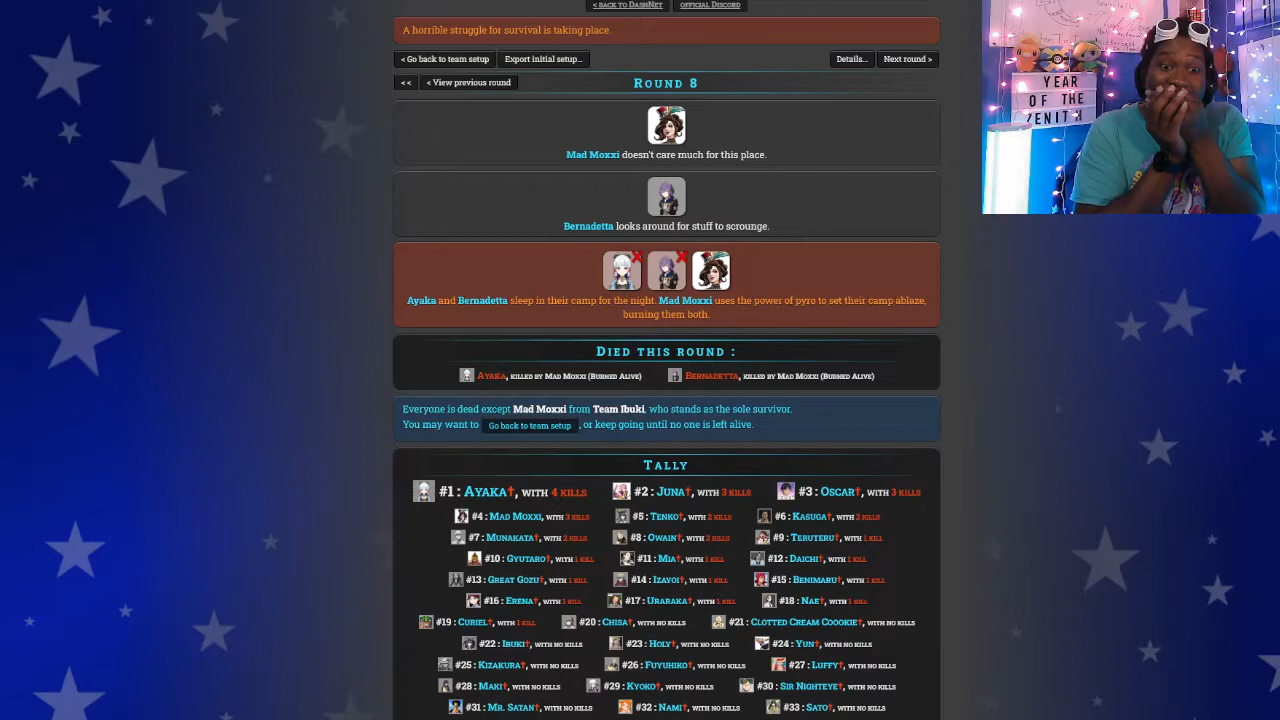 < BACK TO DASHNET OFFICIAL DISCORD
A horrible struggle for survival is taking place.
< Go back to team setup Export initial setup... Details... Next round >
<< < View previous round ROUND 8
Mad Moxxi doesn't care much for this place.
Bernadetta looks around for stuff to scrounge.
Ayaka and Bernadetta sleep in their camp for the night. Mad Moxxi uses the power of pyro to set their camp ablaze,
burning them both.
DIED THIS ROUND :
AYAKA, KILLED BY MAD MOXXI (BURNED ALIVE) BERNADETTA, KILLED BY MAD MOXXI (BURNED ALIVE)
Everyone is dead except Mad Moxxi from Team Ibuki, who stands as the sole survivor.
You may want to Go back to team setup , or keep going until no one is left alive.
TALLY
#1 : AYAKA†, WITH 4 KILLS #2 : JUNA†, WITH 3 KILLS #3 : OSCAR†, WITH 3 KILLS
#4 : MAD MOXXI, WITH 3 KILLS #5 : TENKO†, WITH 2 KILLS #6 : KASUGA†, WITH 2 KILLS
#7 : MUNAKATA†, WITH 2 KILLS #8 : OWAIN†, WITH 2 KILLS #9 : TERUTERU†, WITH 1 KILL
#10 : GYUTARO†, WITH 1 KILL #11 : MIA†, WITH 1 KILL #12 : DAICHI†, WITH 1 KILL
#13 : GREAT GOZU†, WITH 1 KILL #14 : IZAYOI†, WITH 1 KILL #15 : BENIMARU†, WITH 1 KILL
#16 : ERENA†, WITH 1 KILL #17 : URARAKA†, WITH 1 KILL #18 : NAE†, WITH 1 KILL
#19 : CURIEL†, WITH 1 KILL #20 : CHISA†, WITH NO KILLS #21 : CLOTTED CREAM COOOKIE†, WITH NO KILLS
#22 : IBUKI†, WITH NO KILLS #23 : HOLY†, WITH NO KILLS #24 : YUN†, WITH NO KILLS
#25 : KIZAKURA†, WITH NO KILLS #26 : FUYUHIKO†, WITH NO KILLS #27 : LUFFY†, WITH NO KILLS
#28 : MAKI†, WITH NO KILLS #29 : KYOKO†, WITH NO KILLS #30 : SIR NIGHTEYE†, WITH NO KILLS
#31 : MR. SATAN†, WITH NO KILLS #32 : NAMI†, WITH NO KILLS #33 : SATO†, WITH NO KILLS
YEAR
OF THE
ZENITH